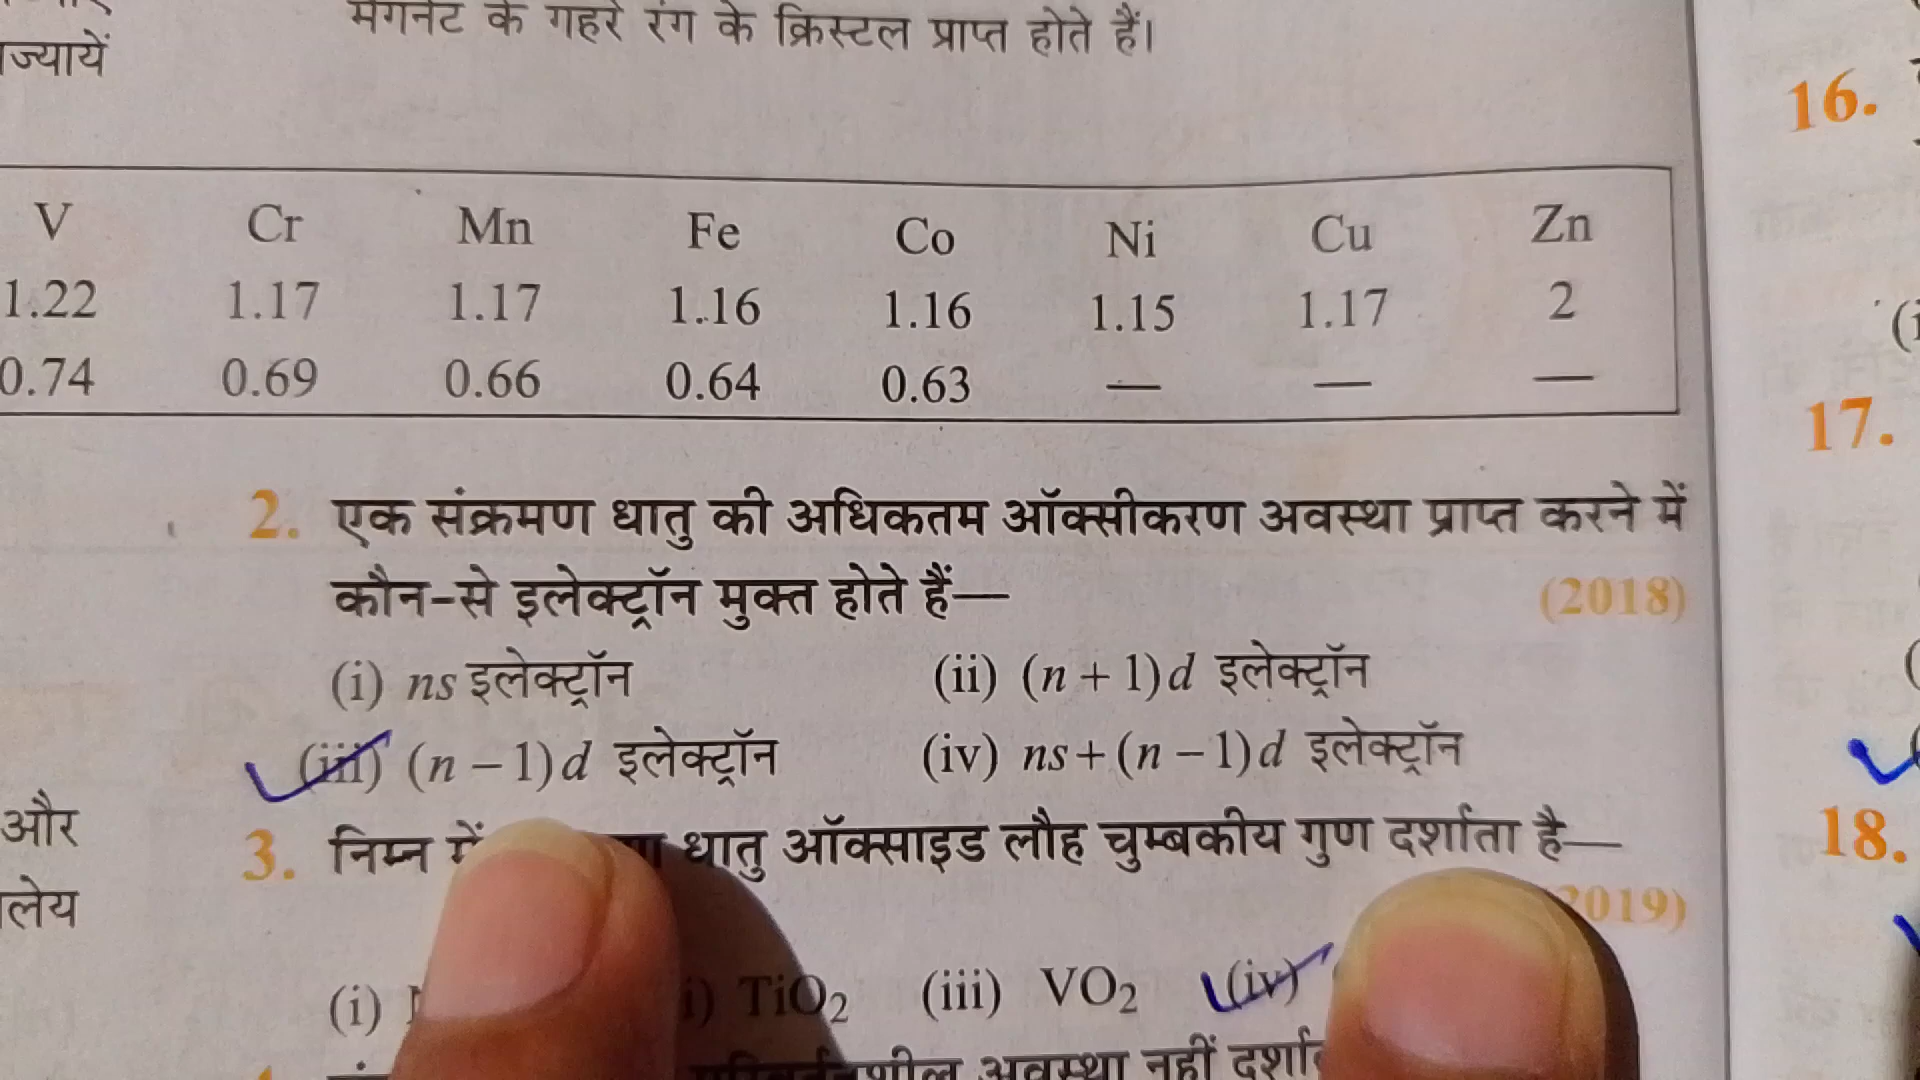 ज्यायें
मैगनेट के गहरे रंग के क्रिस्टल प्राप्त होते हैं।
V Cr Mn Fe Co Ni Cu Zn
1.22 1.17 1.17 1.16 1.16 1.15 1.17 2
0.74 0.69 0.66 0.64 0.63 — — —
2. एक संक्रमण धातु की अधिकतम ऑक्सीकरण अवस्था प्राप्त करने में
कौन-से इलेक्ट्रॉन मुक्त होते हैं— (2018)
(i) ns इलेक्ट्रॉन (ii) (n + 1)d इलेक्ट्रॉन
(iii) (n – 1)d इलेक्ट्रॉन (iv) ns + (n – 1)d इलेक्ट्रॉन
3. निम्न में धातु ऑक्साइड लौह चुम्बकीय गुण दर्शाता है—
2019)
(i) TiO₂ (iii) VO₂ (iv)
अवस्था नहीं
और
लेय
16.
17.
18.